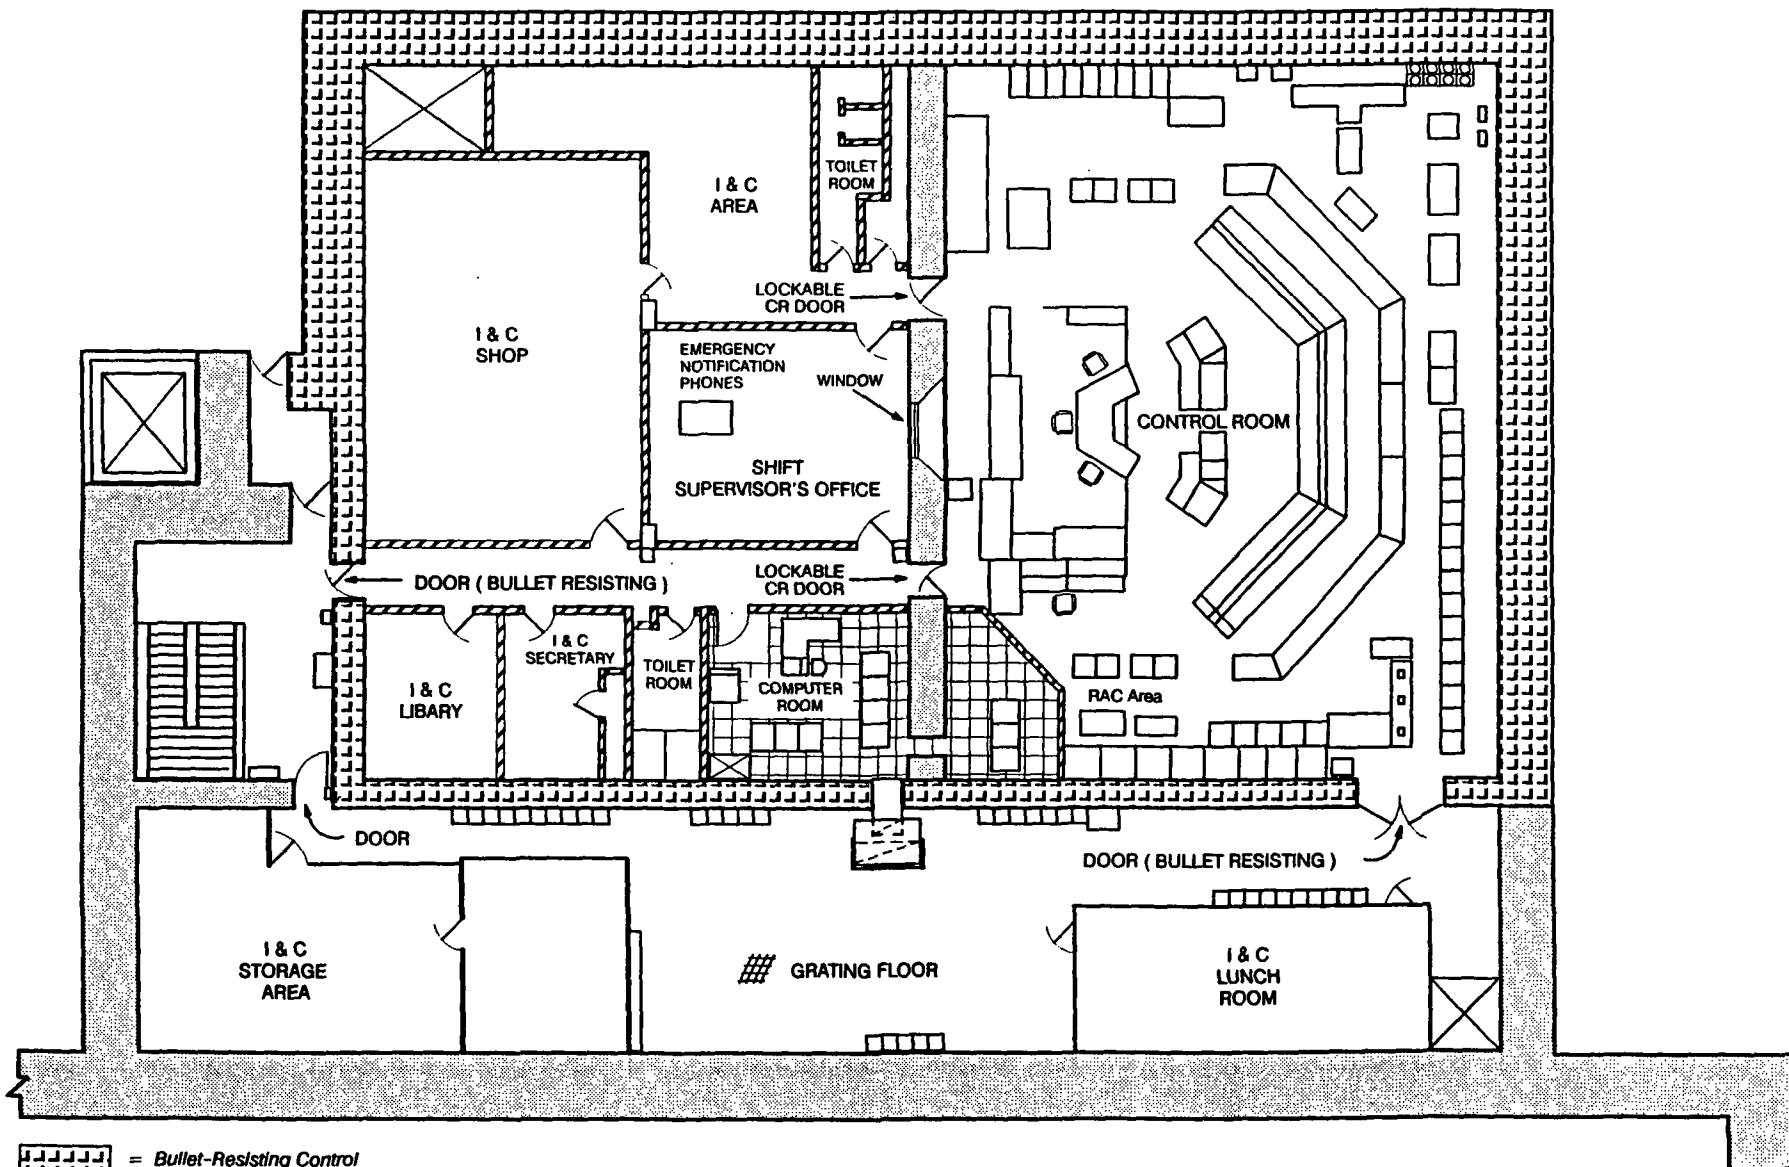 TOILET
ROOM
I & C
AREA
LOCKABLE
CR DOOR
I & C
SHOP
EMERGENCY
NOTIFICATION
PHONES
WINDOW
CONTROL ROOM
SHIFT
SUPERVISOR'S OFFICE
DOOR ( BULLET RESISTING )
LOCKABLE
CR DOOR
I & C
SECRETARY
TOILET
ROOM
I & C
LIBARY
COMPUTER
ROOM
RAC Area
DOOR
DOOR ( BULLET RESISTING )
I & C
STORAGE
AREA
GRATING FLOOR
I & C
LUNCH
ROOM
= Bullet-Resisting Control